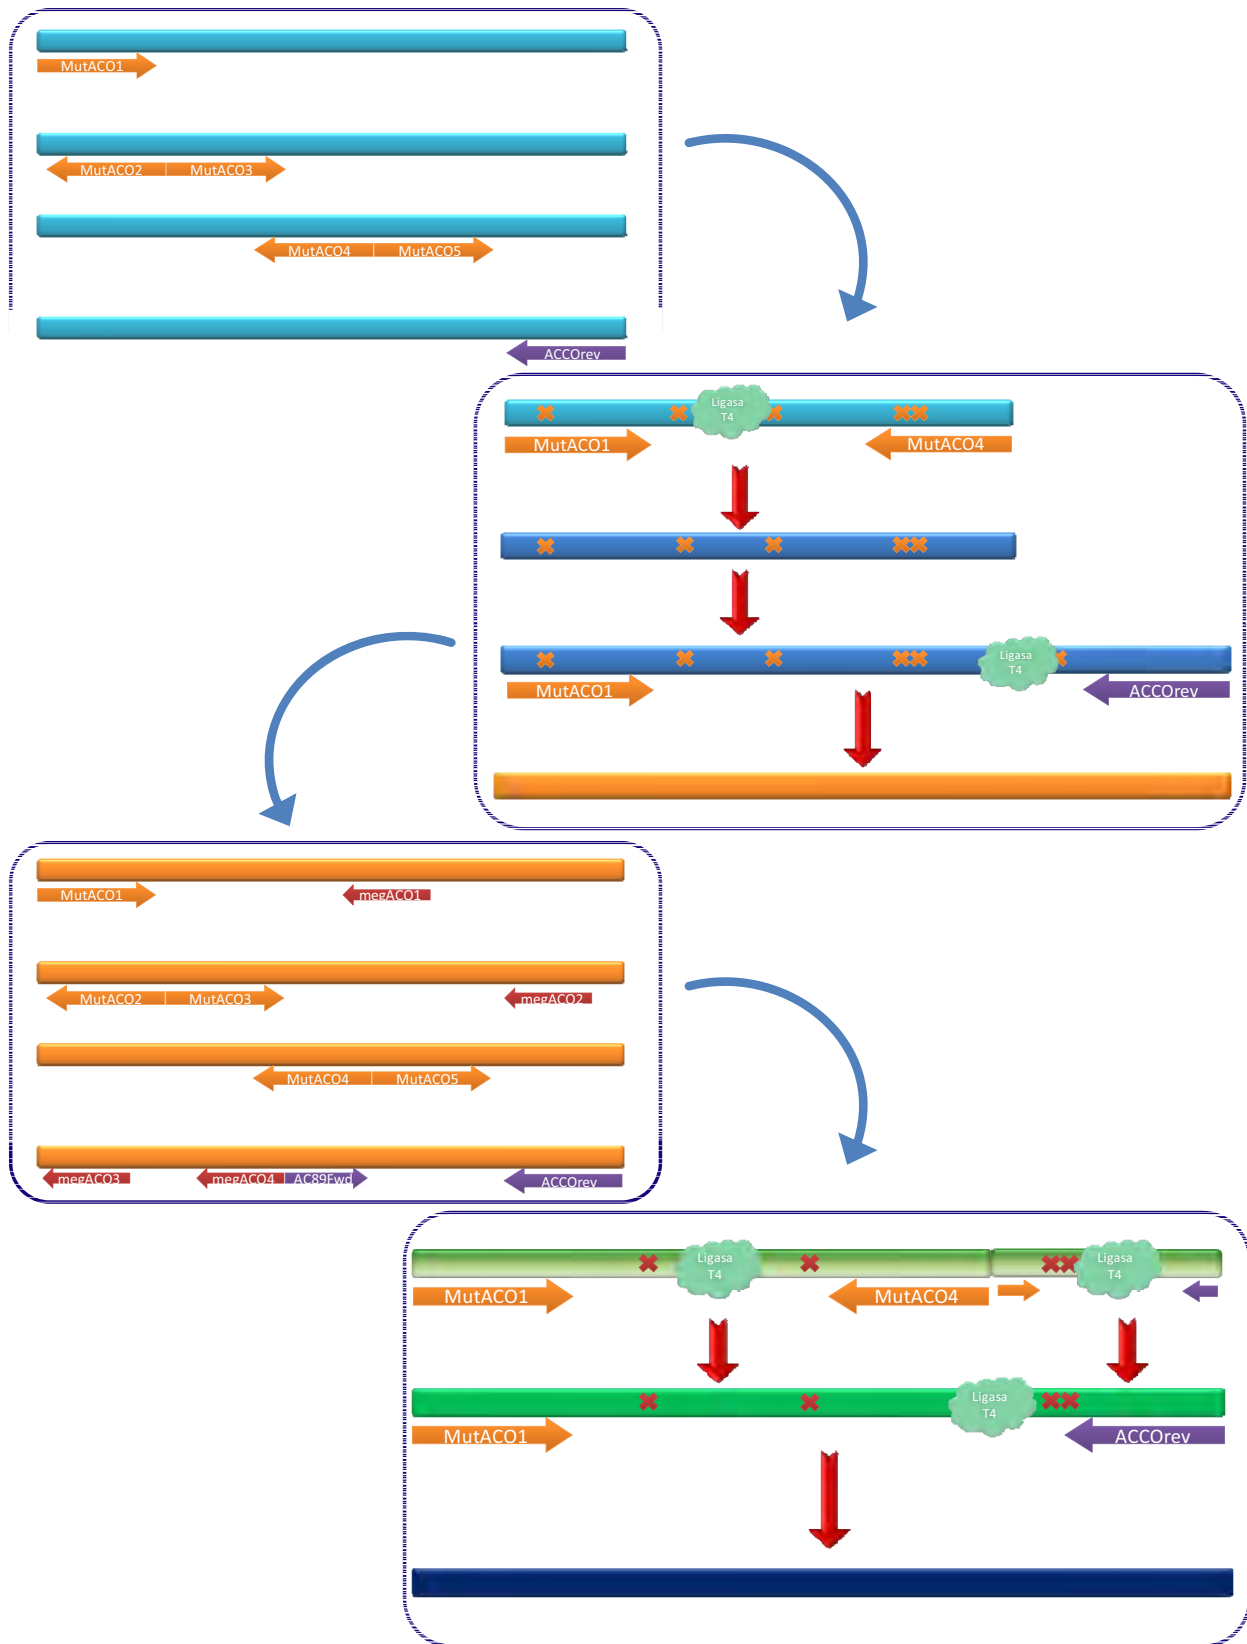 MutACO1
MutACO2 MutACO3
MutACO4 MutACO5
ACCOrev
Ligasa
T4
MutACO1 MutACO4
Ligasa
T4
MutACO1 ACCOrev
MutACO1 megACO1
MutACO2 MutACO3 megACO2
MutACO4 MutACO5
megACO3 megACO4 AC89Fwd ACCOrev
Ligasa
T4
Ligasa
T4
MutACO1 MutACO4
Ligasa
T4
MutACO1 ACCOrev